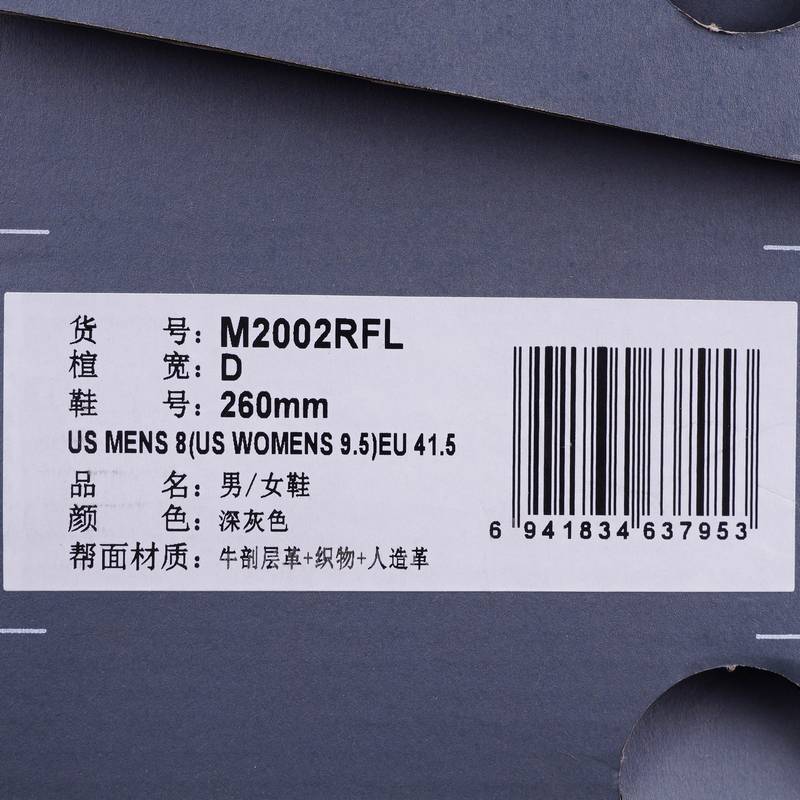 货号：M2002RFL
楦宽：D
鞋号：260mm
US MENS 8(US WOMENS 9.5)EU 41.5
品名：男/女鞋
颜色：深灰色
帮面材质：牛剖层革+织物+人造革
6 941834 637953